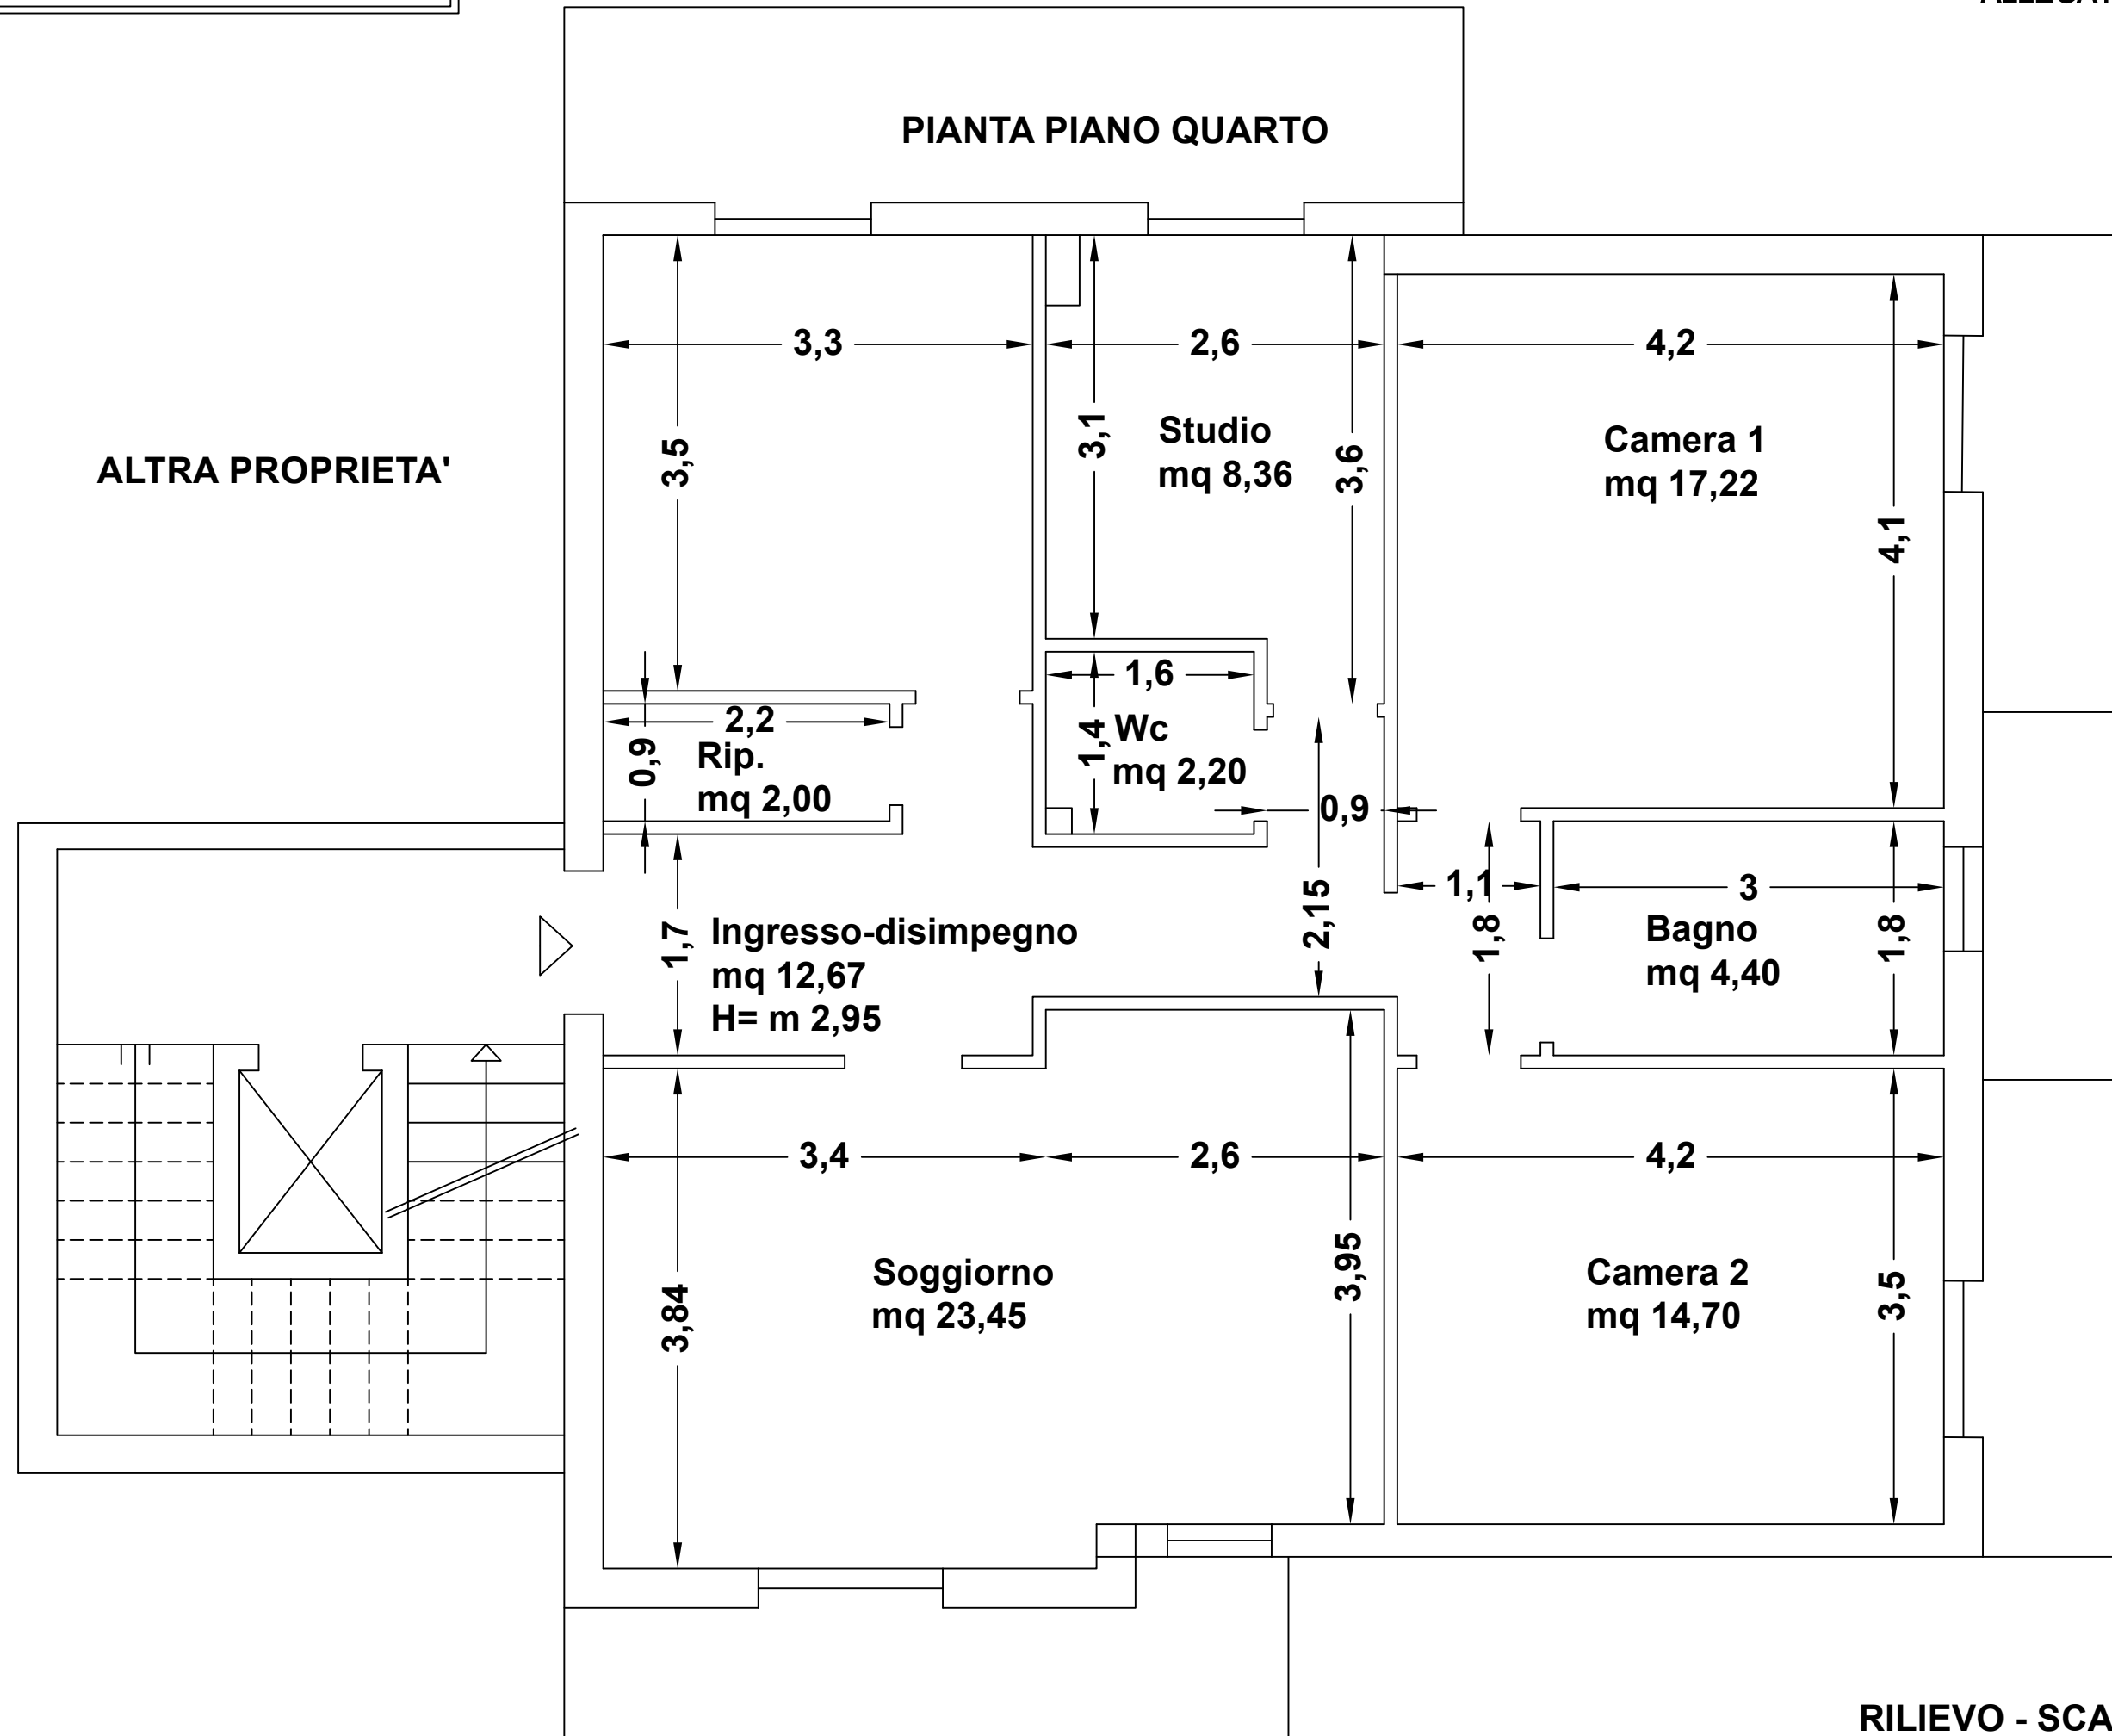 PIANTA PIANO QUARTO
ALTRA PROPRIETA'
3,3
2,6
4,2
3,5
3,1
Studio
mq 8,36
3,6
Camera 1
mq 17,22
4,1
1,6
2,2
0,9
Rip.
mq 2,00
1,4
Wc
mq 2,20
0,9
1,7
Ingresso-disimpegno
mq 12,67
H= m 2,95
2,15
1,1
1,8
3
Bagno
mq 4,40
1,8
3,4
2,6
4,2
3,84
Soggiorno
mq 23,45
3,95
Camera 2
mq 14,70
3,5
RILIEVO - SCA